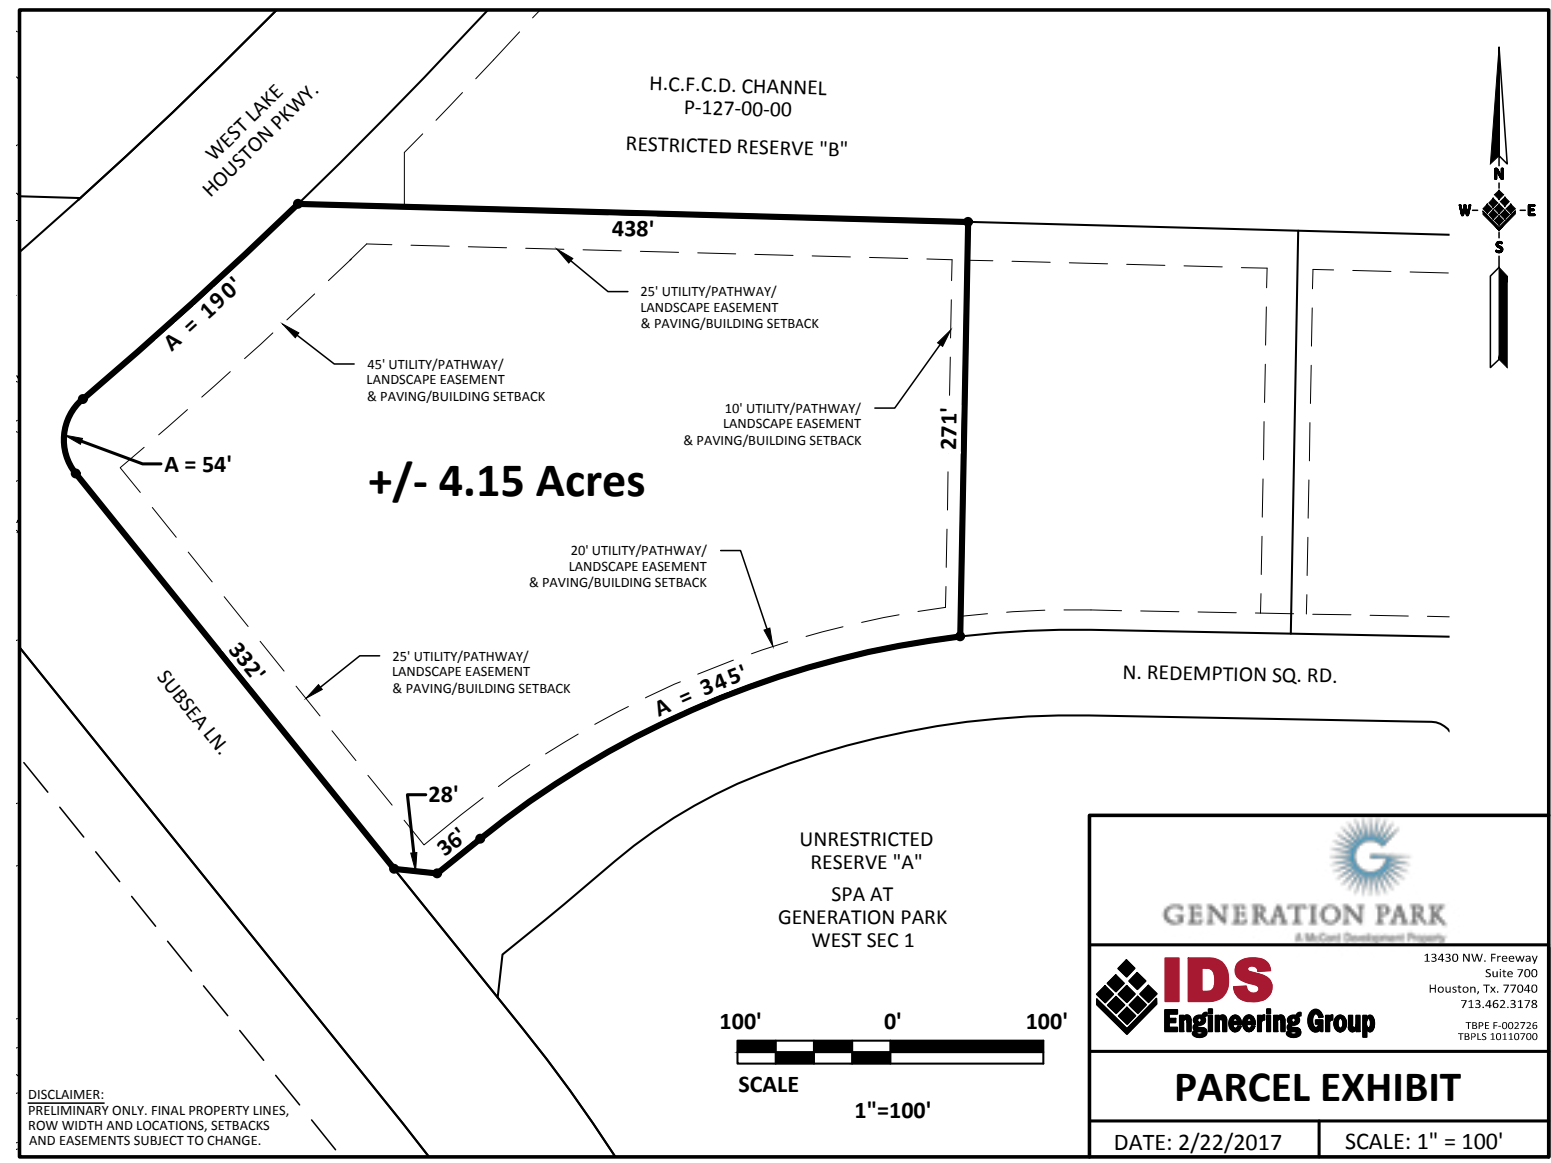 WEST LAKE
HOUSTON PKWY.
H.C.F.C.D. CHANNEL
P-127-00-00
RESTRICTED RESERVE "B"
N
W
E
S
438'
A = 190'
25' UTILITY/PATHWAY/
LANDSCAPE EASEMENT
& PAVING/BUILDING SETBACK
45' UTILITY/PATHWAY/
LANDSCAPE EASEMENT
& PAVING/BUILDING SETBACK
10' UTILITY/PATHWAY/
LANDSCAPE EASEMENT
& PAVING/BUILDING SETBACK
271'
A = 54'
+/- 4.15 Acres
20' UTILITY/PATHWAY/
LANDSCAPE EASEMENT
& PAVING/BUILDING SETBACK
332'
25' UTILITY/PATHWAY/
LANDSCAPE EASEMENT
& PAVING/BUILDING SETBACK
A = 345'
SUBSEA LN.
N. REDEMPTION SQ. RD.
28'
36'
UNRESTRICTED
RESERVE "A"
SPA AT
GENERATION PARK
WEST SEC 1
100' 0' 100'
SCALE
1"=100'
G
GENERATION PARK
A McCord Development Property
IDS
Engineering Group
13430 NW. Freeway
Suite 700
Houston, Tx. 77040
713.462.3178
TBPE F-002726
TBPLS 10110700
PARCEL EXHIBIT
DATE: 2/22/2017
SCALE: 1" = 100'
DISCLAIMER:
PRELIMINARY ONLY. FINAL PROPERTY LINES,
ROW WIDTH AND LOCATIONS, SETBACKS
AND EASEMENTS SUBJECT TO CHANGE.